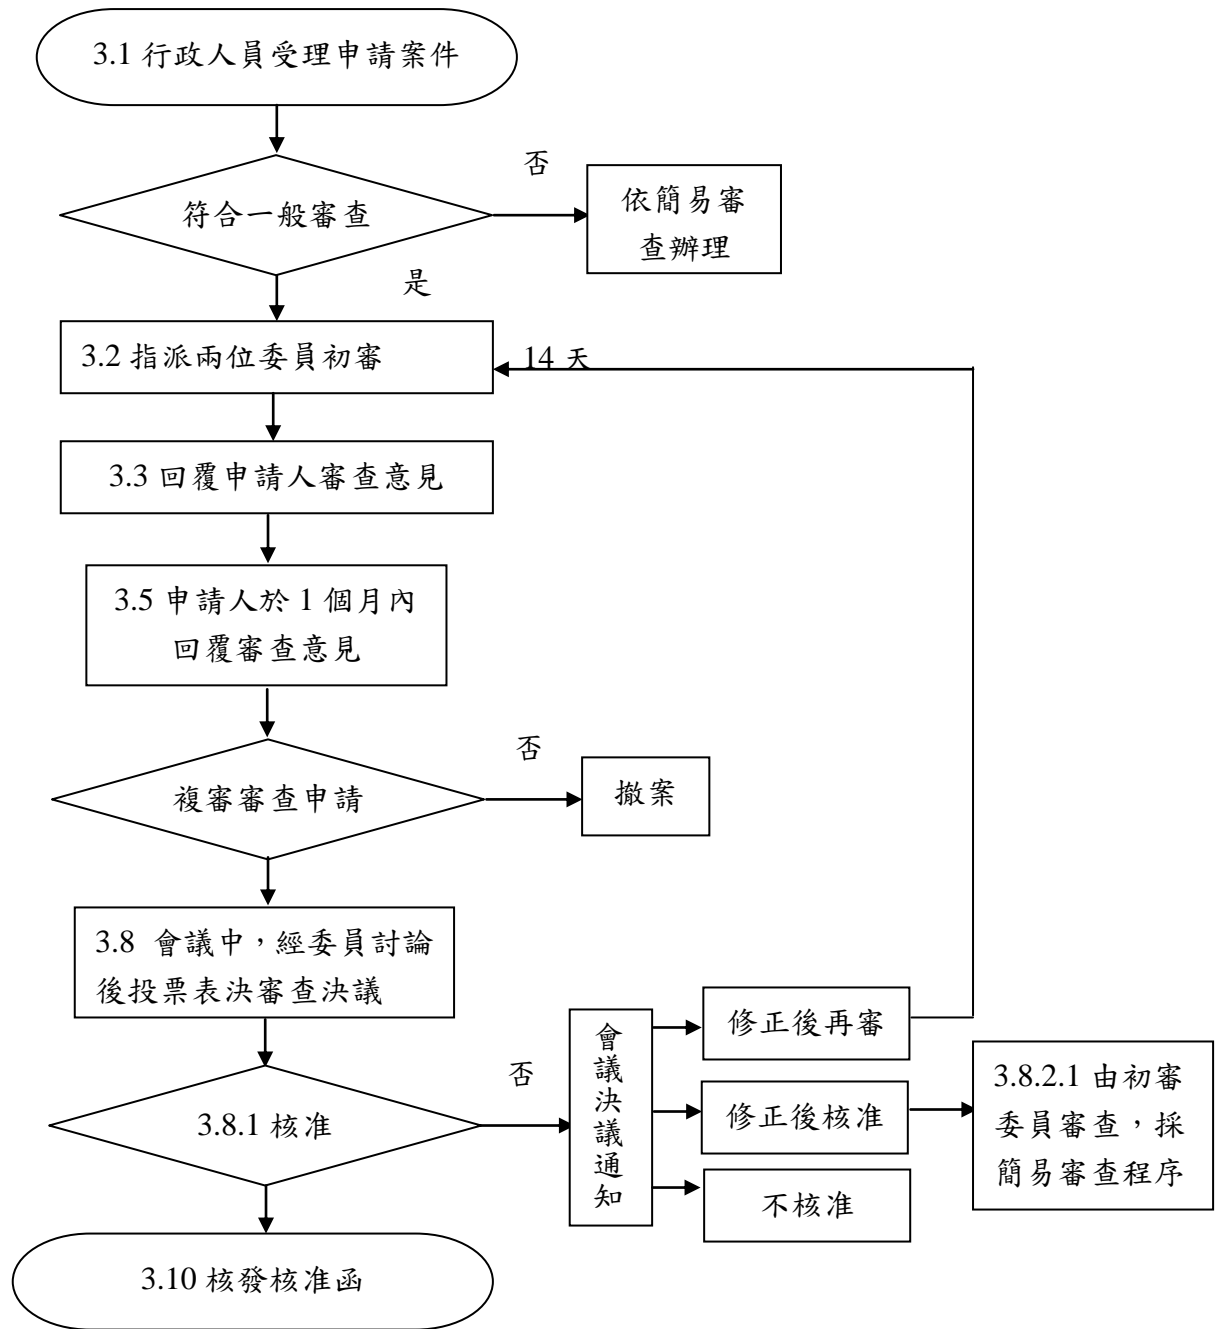 3.1 行政人員受理申請案件
否
符合一般審查
依簡易審
查辦理
是
3.2 指派兩位委員初審
14 天
3.3 回覆申請人審查意見
3.5 申請人於 1 個月內
回覆審查意見
否
複審審查申請
撤案
3.8 會議中，經委員討論
後投票表決審查決議
否
3.8.1 核准
會議決議通知
修正後再審
修正後核准
不核准
3.8.2.1 由初審
委員審查，採
簡易審查程序
3.10 核發核准函